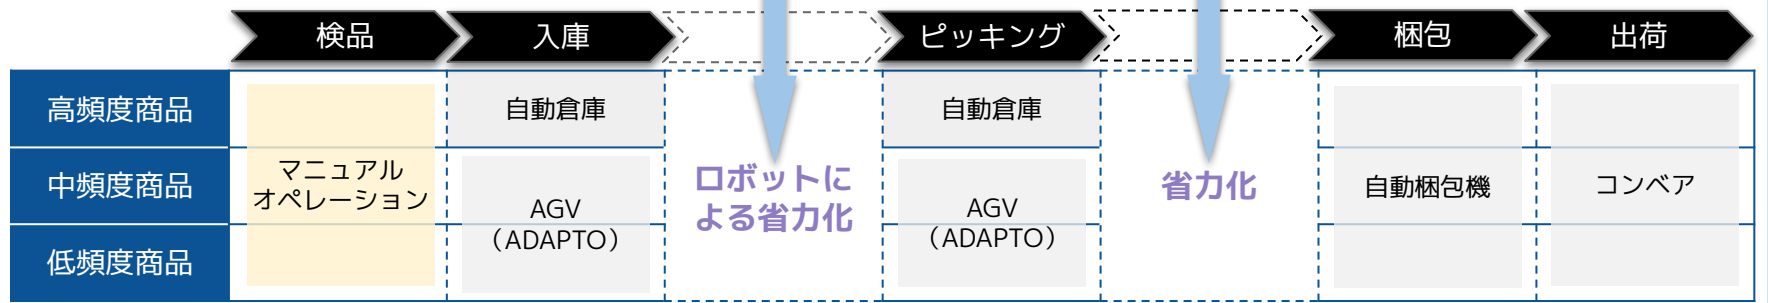 検品
入庫
ピッキング
梱包
出荷
高頻度商品
自動倉庫
自動倉庫
中頻度商品
マニュアル
オペレーション
AGV
（ADAPTO）
ロボットに
よる省力化
AGV
（ADAPTO）
省力化
自動梱包機
コンベア
低頻度商品